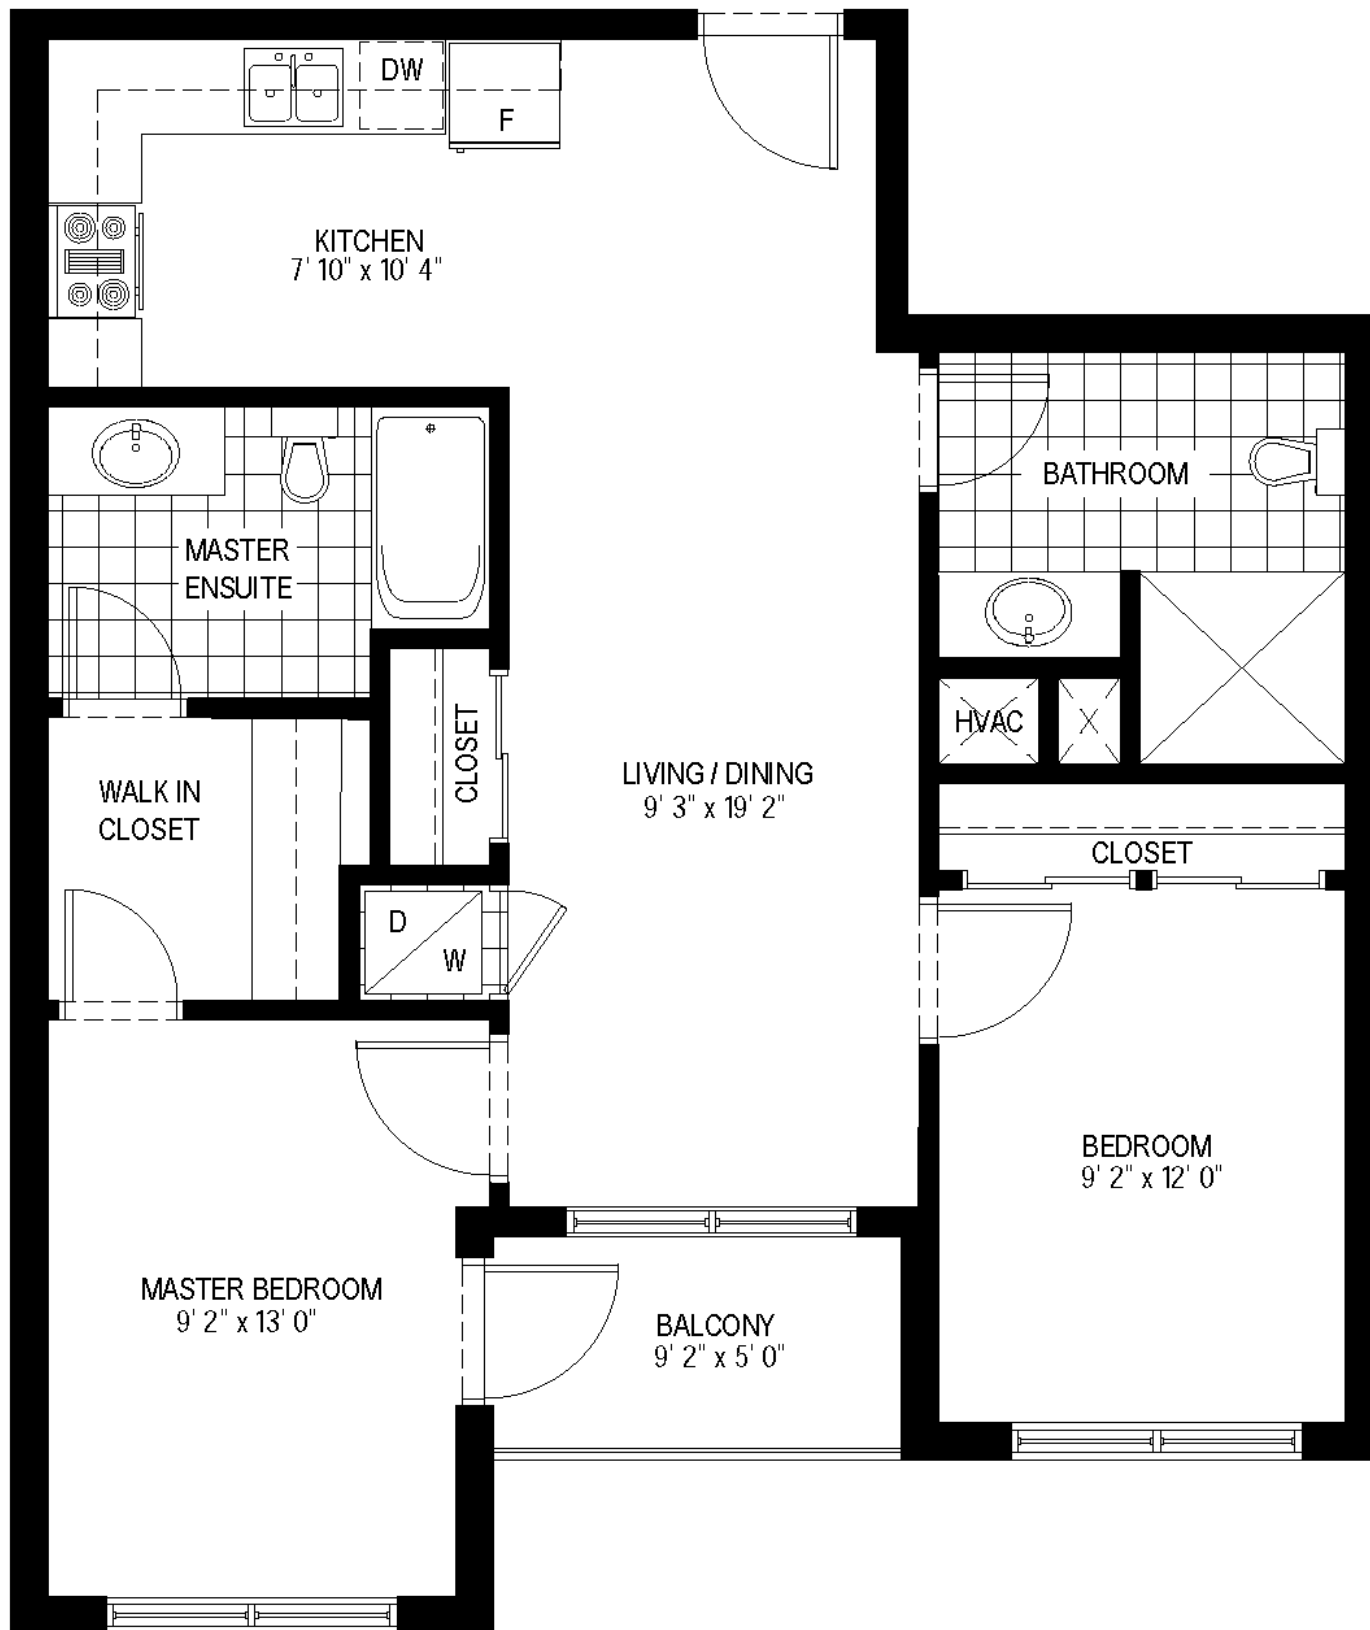 DW
F
KITCHEN
7' 10" x 10' 4"
BATHROOM
MASTER
ENSUITE
HVAC
CLOSET
LIVING / DINING
9' 3" x 19' 2"
WALK IN
CLOSET
CLOSET
D
W
BEDROOM
9' 2" x 12' 0"
MASTER BEDROOM
9' 2" x 13' 0"
BALCONY
9' 2" x 5' 0"